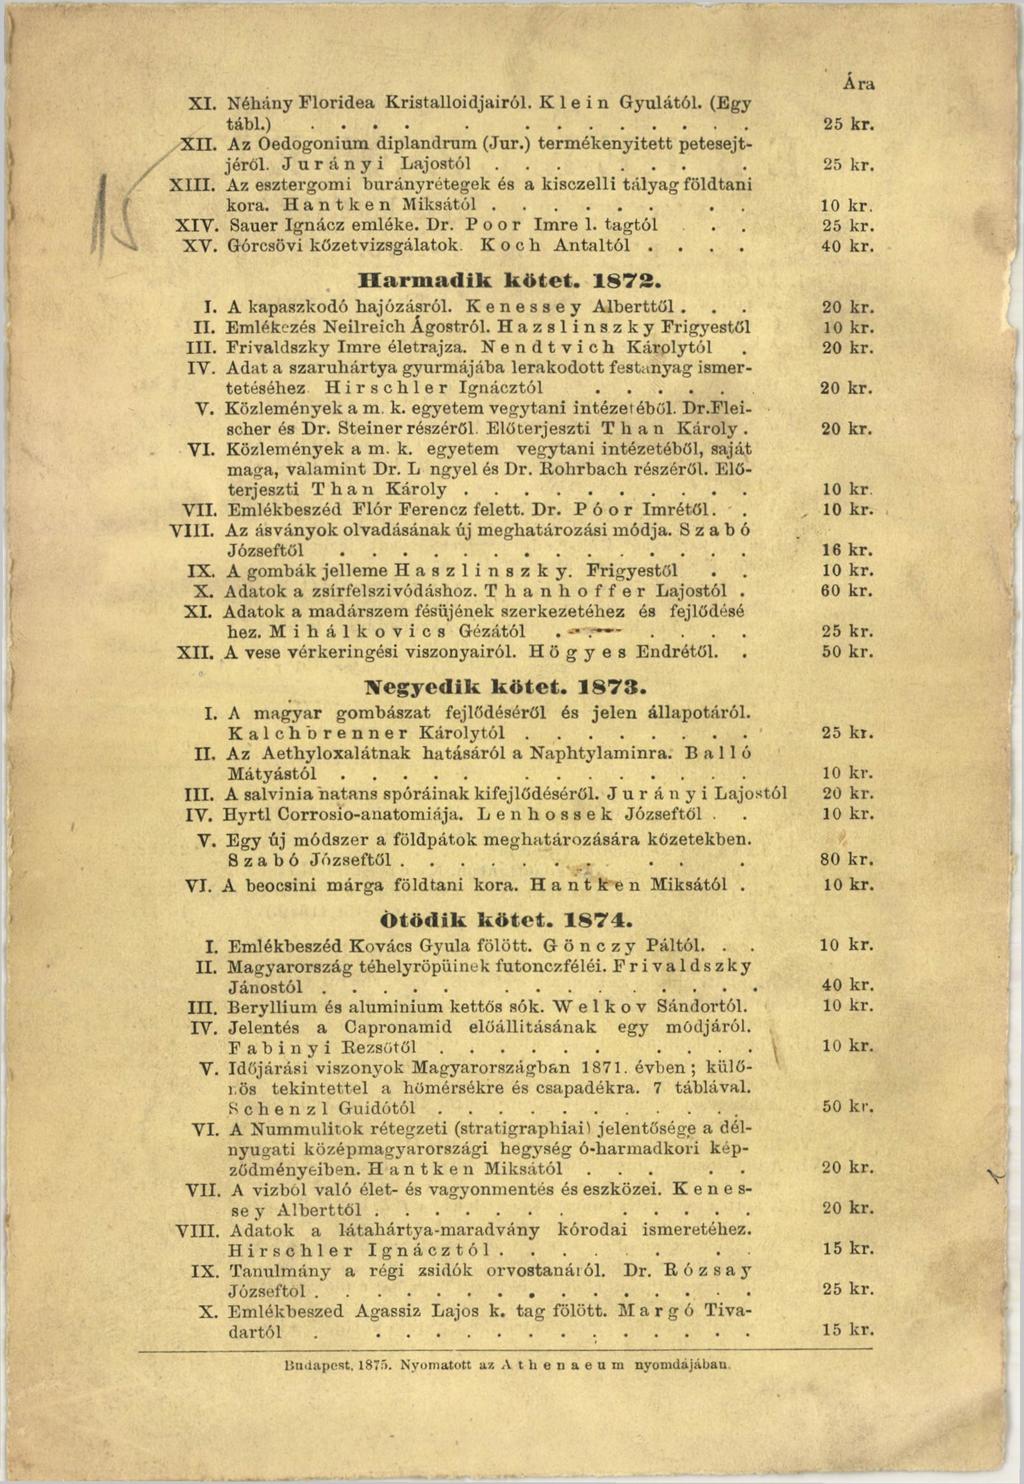 Ára
XI. Néhány Floridea Kristalloidjairól. Klein Gyulától. (Egy
tábl.) . . . . . . . . . . . . 25 kr.
XII. Az Oedogonium diplandrum (Jur.) termékenyitett petesejt-
jéről. Jurányi Lajostól . . . . . . . 25 kr.
XIII. Az esztergomi burányrétegek és a kisczelli tályag földtani
kora. Hantken Miksától . . . . . . . . 10 kr.
XIV. Sauer Ignácz emléke. Dr. Poor Imre l. tagtól . . 25 kr.
XV. Górcsövi kőzetvizsgálatok. Koch Antaltól . . . . 40 kr.
Harmadik kötet. 1872.
I. A kapaszkodó hajózásról. Kenessey Alberttől . . . 20 kr.
II. Emlékezés Neilreich Ágostról. Hazslinszky Frigyestől 10 kr.
III. Frivaldszky Imre életrajza. Nendtvich Károlytól . 20 kr.
IV. Adat a szaruhártya gyurmájába lerakodott festanyag ismer-
tetéséhez Hirschler Ignácztól . . . . . 20 kr.
V. Közlemények a m. k. egyetem vegytani intézetéből. Dr. Flei-
scher és Dr. Steiner részéről. Előterjeszti Than Károly . 20 kr.
VI. Közlemények a m. k. egyetem vegytani intézetéből, saját
maga, valamint Dr. L ngyel és Dr. Rohrbach részéről. Elő-
terjeszti Than Károly . . . . . . . . . . 10 kr.
VII. Emlékbeszéd Flór Ferencz felett. Dr. Póor Imrétől. . 10 kr.
VIII. Az ásványok olvadásának új meghatározási módja. Szabó
Józseftől . . . . . . . . . . . . . . 16 kr.
IX. A gombák jelleme Haszlinszky. Frigyestől . . 10 kr.
X. Adatok a zsírfelszivódáshoz. Thanhoffer Lajostól . 60 kr.
XI. Adatok a madárszem fésüjének szerkezetéhez és fejlődésé
hez. Mihálkovics Gézától . . . . . . 25 kr.
XII. A vese vérkeringési viszonyairól. Hőgyes Endrétől. . 50 kr.
Negyedik kötet. 1873.
I. A magyar gombászat fejlődéséről és jelen állapotáról.
Kalchbrenner Károlytól . . . . . . . . 25 kr.
II. Az Aethyloxalátnak hatásáról a Naphtylaminra. Balló
Mátyástól . . . . . . . . . . . . . 10 kr.
III. A salvinia natans spóráinak kifejlődéséről. Jurányi Lajostól 20 kr.
IV. Hyrtl Corrosio-anatomiája. Lenhossek Józseftől . . 10 kr.
V. Egy új módszer a földpátok meghatározására közetekben.
Szabó Józseftől . . . . . . . . . . 80 kr.
VI. A beocsini márga földtani kora. Hantken Miksától . 10 kr.
Ötödik kötet. 1874.
I. Emlékbeszéd Kovács Gyula fölött. Gönczy Páltól. . . 10 kr.
II. Magyarország téhelyröpüinek futonczféléi. Frivaldszky
Jánostól . . . . . . . . . . . . . . 40 kr.
III. Beryllium és aluminium kettős sók. Welkov Sándortól. 10 kr.
IV. Jelentés a Capronamid előállitásának egy módjáról.
Fabinyi Rezsőtől . . . . . . . . . . 10 kr.
V. Időjárási viszonyok Magyarországban 1871. évben; külö-
nös tekintettel a hömérsékre és csapadékra. 7 táblával.
Schenzl Guidótól . . . . . . . . . . . 50 kr.
VI. A Nummulitok rétegzeti (stratigraphiai) jelentősége a dél-
nyugati középmagyarországi hegység ó-harmadkori kép-
ződményeiben. Hantken Miksától . . . . . 20 kr.
VII. A vizből való élet- és vagyonmentés és eszközei. Kenes-
sey Alberttől . . . . . . . . . . . . 20 kr.
VIII. Adatok a látahártya-maradvány kórodai ismeretéhez.
Hirschler Ignácztól . . . . . . . . 15 kr.
IX. Tanulmány a régi zsidók orvostanáról. Dr. Rózsay
Józseftől . . . . . . . . . . . . . . 25 kr.
X. Emlékbeszed Agassiz Lajos k. tag fölött. Margó Tiva-
dartól . . . . . . . . . . . . . . 15 kr.
Budapest, 1875. Nyomatott az Athenaeum nyomdájában.